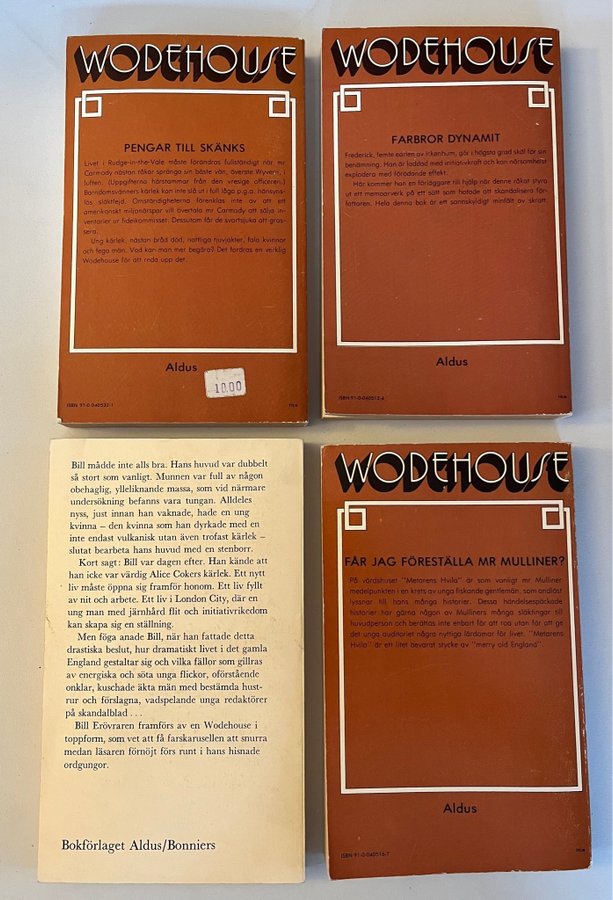 WODEHOUSE
PENGAR TILL SKÄNKS
Livet i Rudge-in-the-Vale måste förändras fullständigt när mr
Carmody nästan råkar spränga sin bäste vän, överste Wyvern, i
luften. (Uppgifterna härstammar från den vresige officeren.)
Barndomsvänners kärlek kan inte slå ut i full låga p.g.a. hänsyns-
lös släktfejd. Omständigheterna förenklas inte av att ett
amerikanskt miljonärspar vill övertala mr Carmody att sälja in-
ventarier ur fideikommisset. Dessutom får de svartsjuka att gras-
sera.
Ung kärlek, nästan bråd död, nattliga tjuvjakter, fala kvinnor
och fega män. Vad kan man mer begära? Det fordras en verklig
Wodehouse för att reda upp det.
Aldus
10.00
ISBN 91-0-040532-1
WODEHOUSE
FARBROR DYNAMIT
Frederick, femte earlen av Ickenham, gör i högsta grad skäl för sin
benämning. Han är laddad med initiativkraft och kan närsomhelst
explodera med förödande effekt.
Här kommer han en förläggare till hjälp när denne råkat styra
ut ett memoarverk på ett sätt som hotade att skandalisera för-
fattaren. Hela denna bok är ett sannskyldigt minfält av skratt
Aldus
ISBN 91-0-040512-4
Bill mådde inte alls bra. Hans huvud var dubbelt
så stort som vanligt. Munnen var full av någon
obehaglig, ylleliknande massa, som vid närmare
undersökning befanns vara tungan. Alldeles
nyss, just innan han vaknade, hade en ung
kvinna – den kvinna som han dyrkade med en
inte endast vulkanisk utan även trofast kärlek –
slutat bearbeta hans huvud med en stenborr.
Kort sagt: Bill var dagen efter. Han kände att
han icke var värdig Alice Cokers kärlek. Ett nytt
liv måste öppna sig framför honom. Ett liv fyllt
av nit och arbete. Ett liv i London City, där en
ung man med järnhård flit och initiativrikedom
kan skapa sig en ställning.
Men föga anade Bill, när han fattade detta
drastiska beslut, hur dramatiskt livet i det gamla
England gestaltar sig och vilka fällor som gillras
av energiska och söta unga flickor, oförstående
onklar, kuschade äkta män med bestämda hust-
rur och förslagna, vadspelande unga redaktörer
på skandalblad . . .
Bill Erövraren framförs av en Wodehouse i
toppform, som vet att få farskarusellen att snurra
medan läsaren förnöjt förs runt i hans hisnade
ordgungor.
Bokförlaget Aldus/Bonniers
WODEHOUSE
FÅR JAG FÖRESTÄLLA MR MULLINER?
På värdshuset "Metarens Hvila" är som vanligt mr Mulliner
medelpunkten i en krets av unga fiskande gentlemän, som andlöst
lyssnar till hans många historier. Dessa händelsespäckade
historier har gärna någon av Mulliners många släktingar till
huvudperson och berättas inte enbart för att roa utan för att ge
det unga auditoriet några nyttiga lärdomar för livet. "Metarens
Hvila" är ett litet bevarat stycke av "merry old England".
Aldus
ISBN 91-0-040516-7